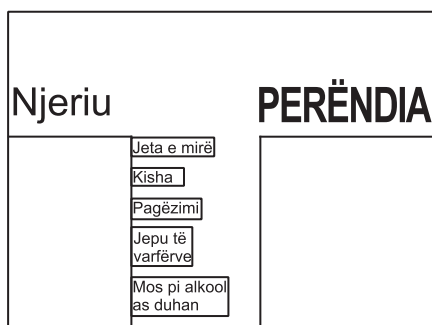 Njeriu
PERËNDIA
Jeta e mirë
Kisha
Pagëzimi
Jepu të
varfërve
Mos pi alkool
as duhan